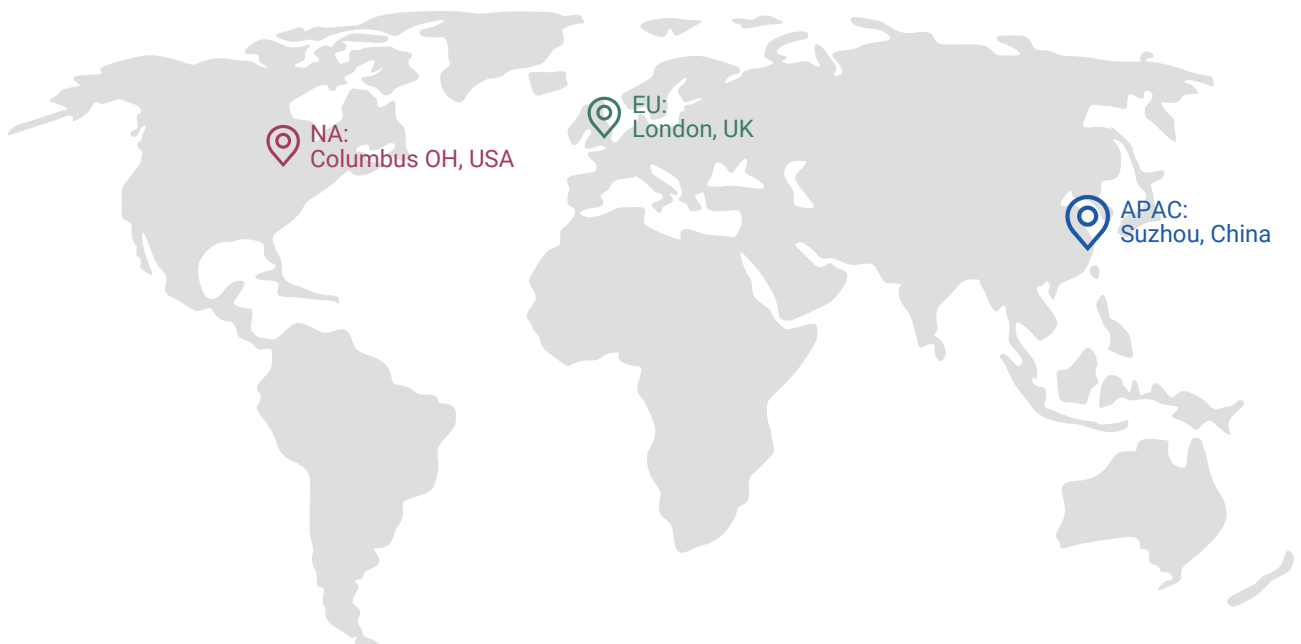 NA:
Columbus OH, USA
EU:
London, UK
APAC:
Suzhou, China